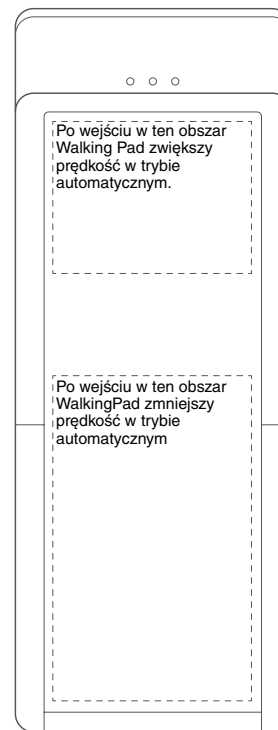 Po wejściu w ten obszar
Walking Pad zwiększy
prędkość w trybie
automatycznym.
Po wejściu w ten obszar
WalkingPad zmniejszy
prędkość w trybie
automatycznym